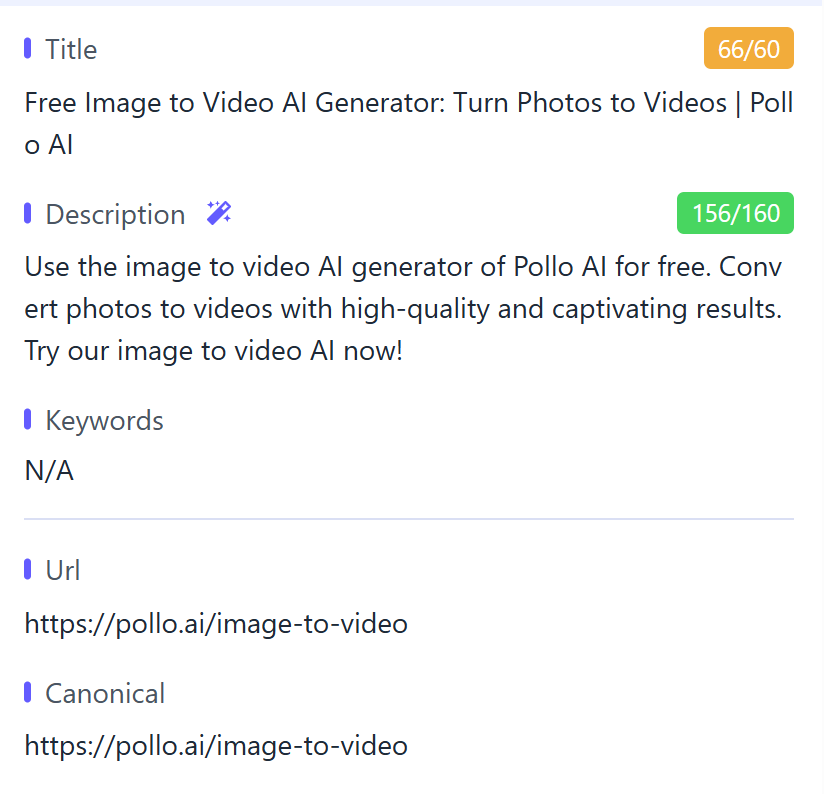 Title
66/60
Free Image to Video AI Generator: Turn Photos to Videos | Poll
o AI
Description
156/160
Use the image to video AI generator of Pollo AI for free. Conv
ert photos to videos with high-quality and captivating results.
Try our image to video AI now!
Keywords
N/A
Url
https://pollo.ai/image-to-video
Canonical
https://pollo.ai/image-to-video